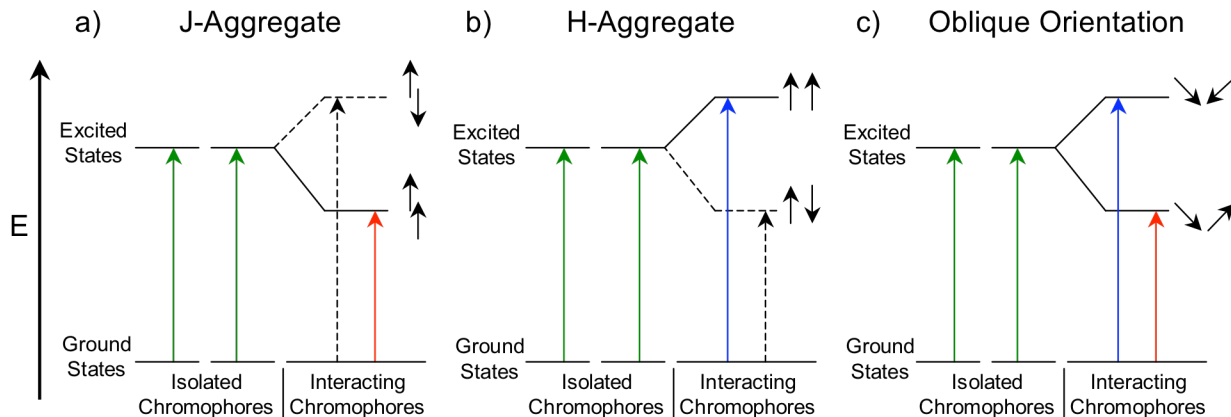 a) J-Aggregate
b) H-Aggregate
c) Oblique Orientation
E
Excited
States
Ground
States
Isolated
Chromophores
Interacting
Chromophores
Excited
States
Ground
States
Isolated
Chromophores
Interacting
Chromophores
Excited
States
Ground
States
Isolated
Chromophores
Interacting
Chromophores